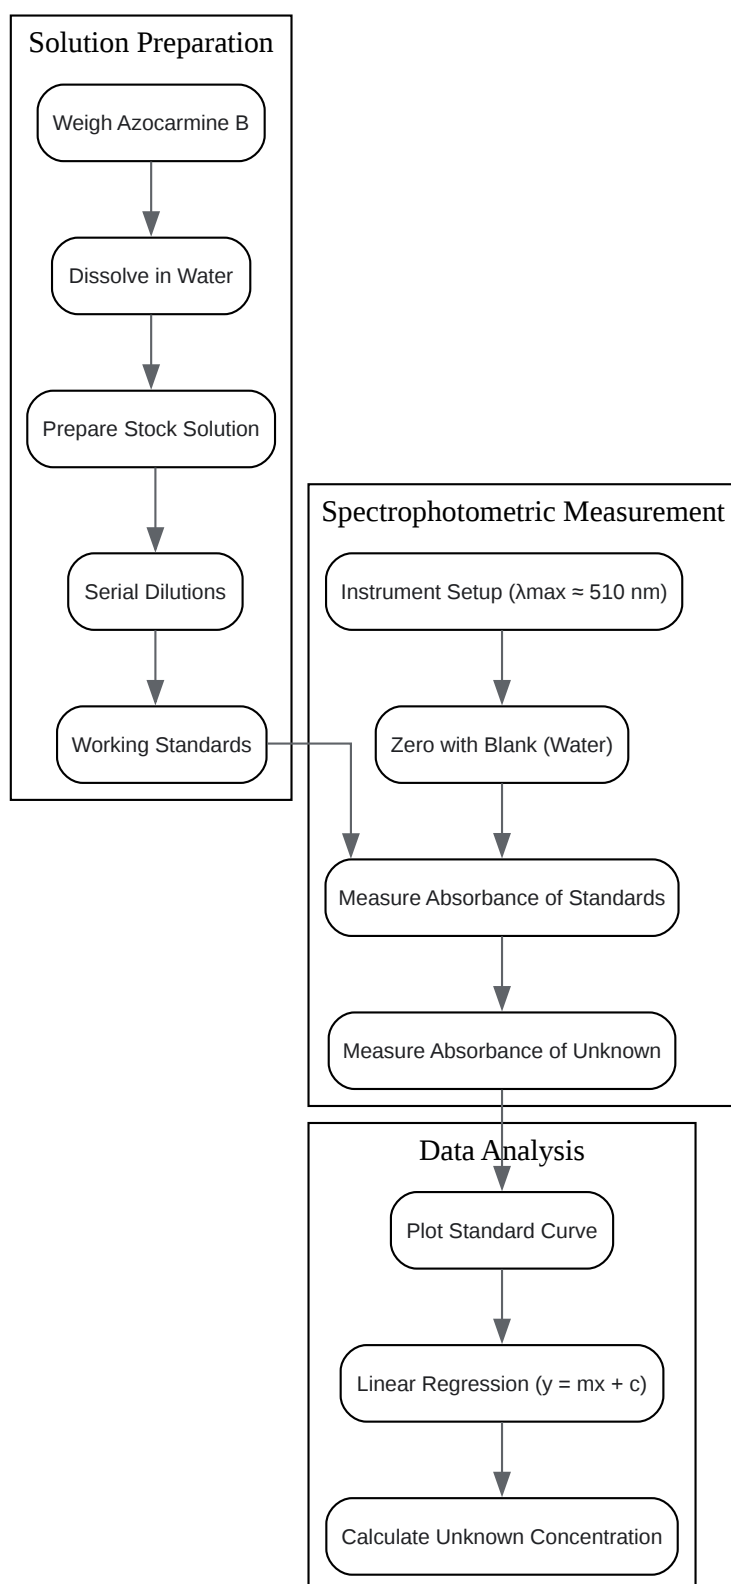 Solution Preparation
Weigh Azocarmine B
Dissolve in Water
Prepare Stock Solution
Serial Dilutions
Working Standards
Spectrophotometric Measurement
Instrument Setup (λmax ≈ 510 nm)
Zero with Blank (Water)
Measure Absorbance of Standards
Measure Absorbance of Unknown
Data Analysis
Plot Standard Curve
Linear Regression (y = mx + c)
Calculate Unknown Concentration